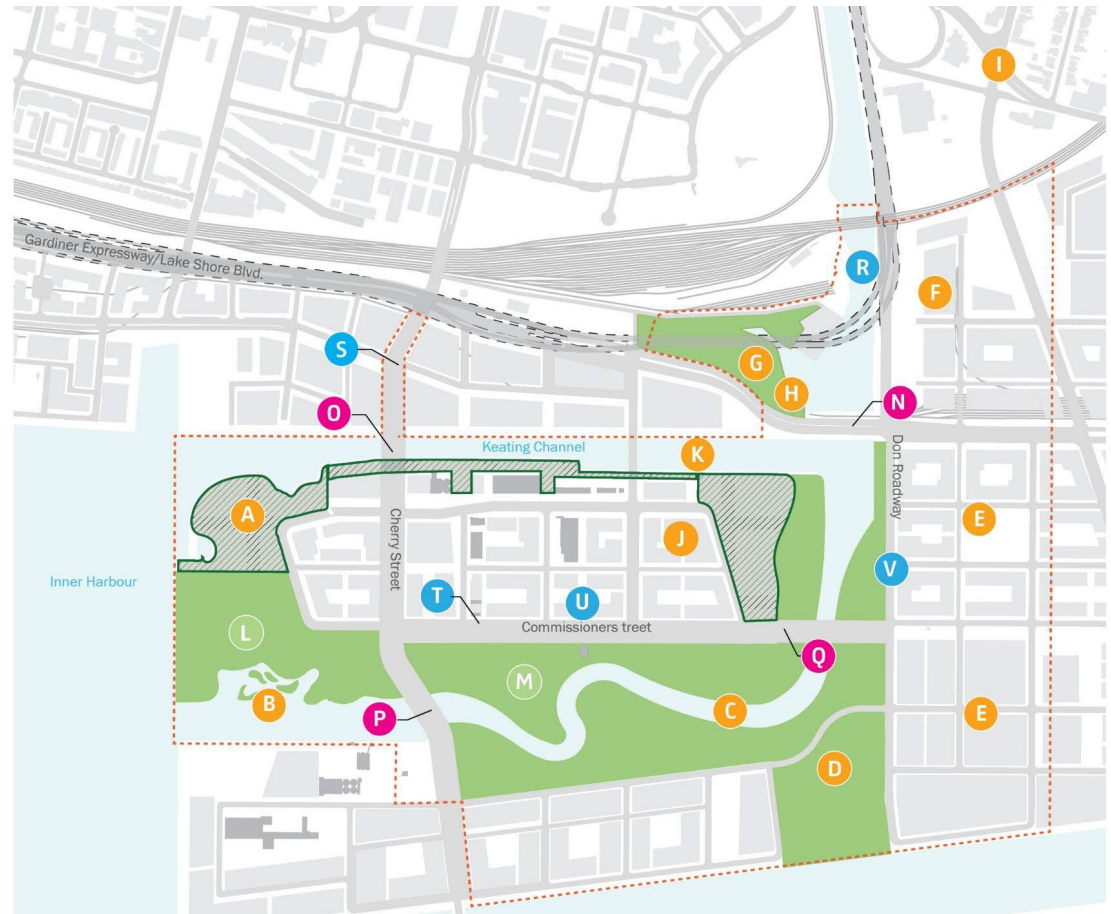 I
Gardiner Expressway/Lake Shore Blvd.
R
F
S
G
H
O
N
Keating Channel
K
Don Roadway
A
E
J
Cherry Street
Inner Harbour
V
T
U
Commissioners treet
L
Q
M
B
P
C
E
D